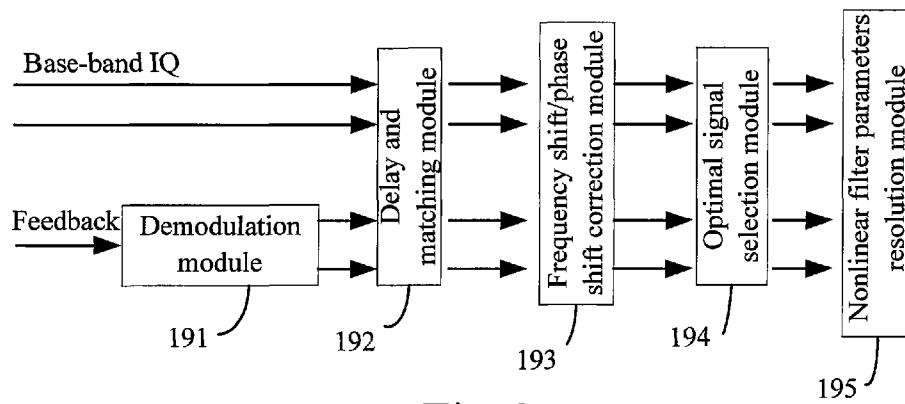 Base-band IQ
Feedback
Demodulation
module
Delay and
matching module
Frequency shift/phase
shift correction module
Optimal signal
selection module
Nonlinear filter parameters
resolution module
191
192
193
194
195